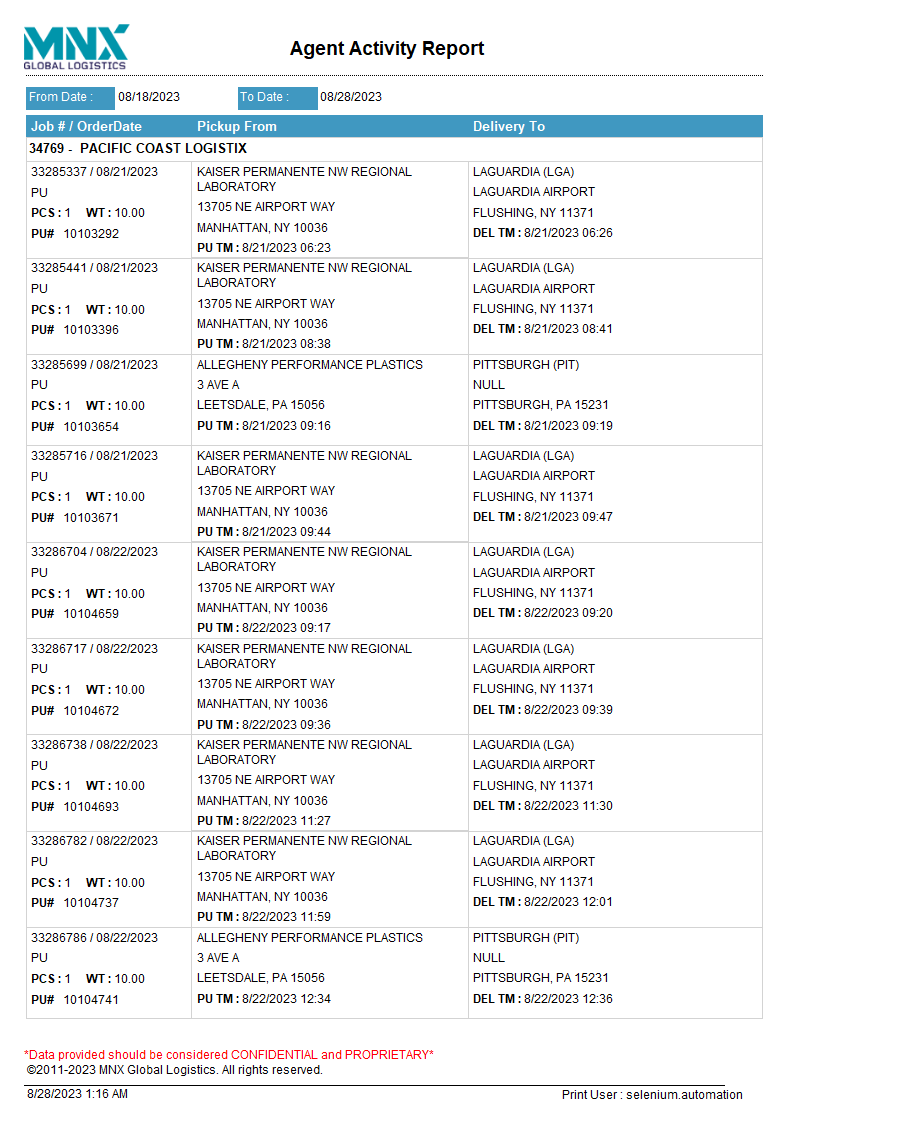 MNX
GLOBAL LOGISTICS
Agent Activity Report
From Date : 08/18/2023 To Date : 08/28/2023
Job # / OrderDate Pickup From Delivery To
34769 - PACIFIC COAST LOGISTIX
33285337 / 08/21/2023 KAISER PERMANENTE NW REGIONAL LAGUARDIA (LGA)
LABORATORY
PU LAGUARDIA AIRPORT
13705 NE AIRPORT WAY
PCS : 1 WT : 10.00 FLUSHING, NY 11371
MANHATTAN, NY 10036
PU# 10103292 DEL TM : 8/21/2023 06:26
PU TM : 8/21/2023 06:23
33285441 / 08/21/2023 KAISER PERMANENTE NW REGIONAL LAGUARDIA (LGA)
LABORATORY
PU LAGUARDIA AIRPORT
13705 NE AIRPORT WAY
PCS : 1 WT : 10.00 FLUSHING, NY 11371
MANHATTAN, NY 10036
PU# 10103396 DEL TM : 8/21/2023 08:41
PU TM : 8/21/2023 08:38
33285699 / 08/21/2023 ALLEGHENY PERFORMANCE PLASTICS PITTSBURGH (PIT)
PU 3 AVE A NULL
PCS : 1 WT : 10.00 LEETSDALE, PA 15056 PITTSBURGH, PA 15231
PU# 10103654 PU TM : 8/21/2023 09:16 DEL TM : 8/21/2023 09:19
33285716 / 08/21/2023 KAISER PERMANENTE NW REGIONAL LAGUARDIA (LGA)
LABORATORY
PU LAGUARDIA AIRPORT
13705 NE AIRPORT WAY
PCS : 1 WT : 10.00 FLUSHING, NY 11371
MANHATTAN, NY 10036
PU# 10103671 DEL TM : 8/21/2023 09:47
PU TM : 8/21/2023 09:44
33286704 / 08/22/2023 KAISER PERMANENTE NW REGIONAL LAGUARDIA (LGA)
LABORATORY
PU LAGUARDIA AIRPORT
13705 NE AIRPORT WAY
PCS : 1 WT : 10.00 FLUSHING, NY 11371
MANHATTAN, NY 10036
PU# 10104659 DEL TM : 8/22/2023 09:20
PU TM : 8/22/2023 09:17
33286717 / 08/22/2023 KAISER PERMANENTE NW REGIONAL LAGUARDIA (LGA)
LABORATORY
PU LAGUARDIA AIRPORT
13705 NE AIRPORT WAY
PCS : 1 WT : 10.00 FLUSHING, NY 11371
MANHATTAN, NY 10036
PU# 10104672 DEL TM : 8/22/2023 09:39
PU TM : 8/22/2023 09:36
33286738 / 08/22/2023 KAISER PERMANENTE NW REGIONAL LAGUARDIA (LGA)
LABORATORY
PU LAGUARDIA AIRPORT
13705 NE AIRPORT WAY
PCS : 1 WT : 10.00 FLUSHING, NY 11371
MANHATTAN, NY 10036
PU# 10104693 DEL TM : 8/22/2023 11:30
PU TM : 8/22/2023 11:27
33286782 / 08/22/2023 KAISER PERMANENTE NW REGIONAL LAGUARDIA (LGA)
LABORATORY
PU LAGUARDIA AIRPORT
13705 NE AIRPORT WAY
PCS : 1 WT : 10.00 FLUSHING, NY 11371
MANHATTAN, NY 10036
PU# 10104737 DEL TM : 8/22/2023 12:01
PU TM : 8/22/2023 11:59
33286786 / 08/22/2023 ALLEGHENY PERFORMANCE PLASTICS PITTSBURGH (PIT)
PU 3 AVE A NULL
PCS : 1 WT : 10.00 LEETSDALE, PA 15056 PITTSBURGH, PA 15231
PU# 10104741 PU TM : 8/22/2023 12:34 DEL TM : 8/22/2023 12:36
*Data provided should be considered CONFIDENTIAL and PROPRIETARY*
©2011-2023 MNX Global Logistics. All rights reserved.
8/28/2023 1:16 AM Print User : selenium.automation